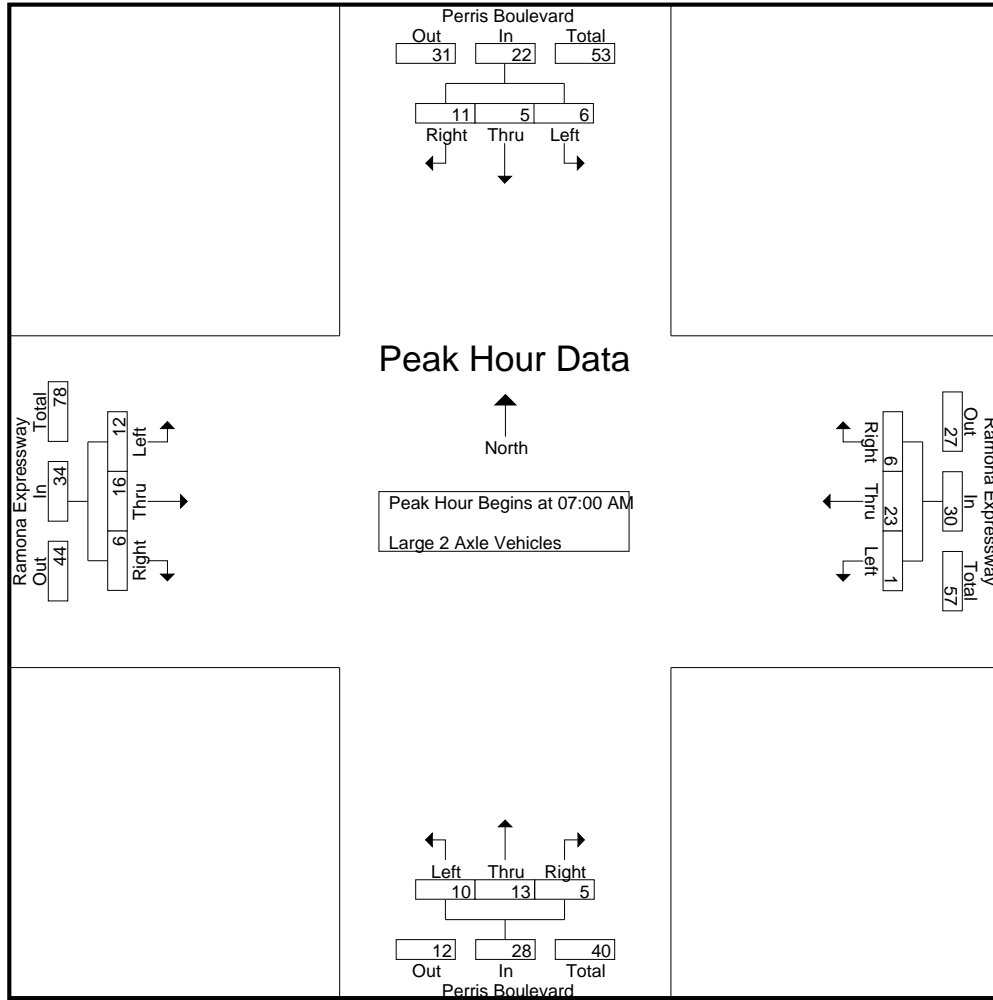 Perris Boulevard
Out In Total
31 22 53
11 5 6
Right Thru Left
Peak Hour Data
North
Peak Hour Begins at 07:00 AM
Large 2 Axle Vehicles
Ramona Expressway
Out In Total
44 34 78
12 16 6
Left Thru Right
Ramona Expressway
Out In Total
27 30 57
Right Thru Left
6 23 1
Left Thru Right
10 13 5
12 28 40
Out In Total
Perris Boulevard